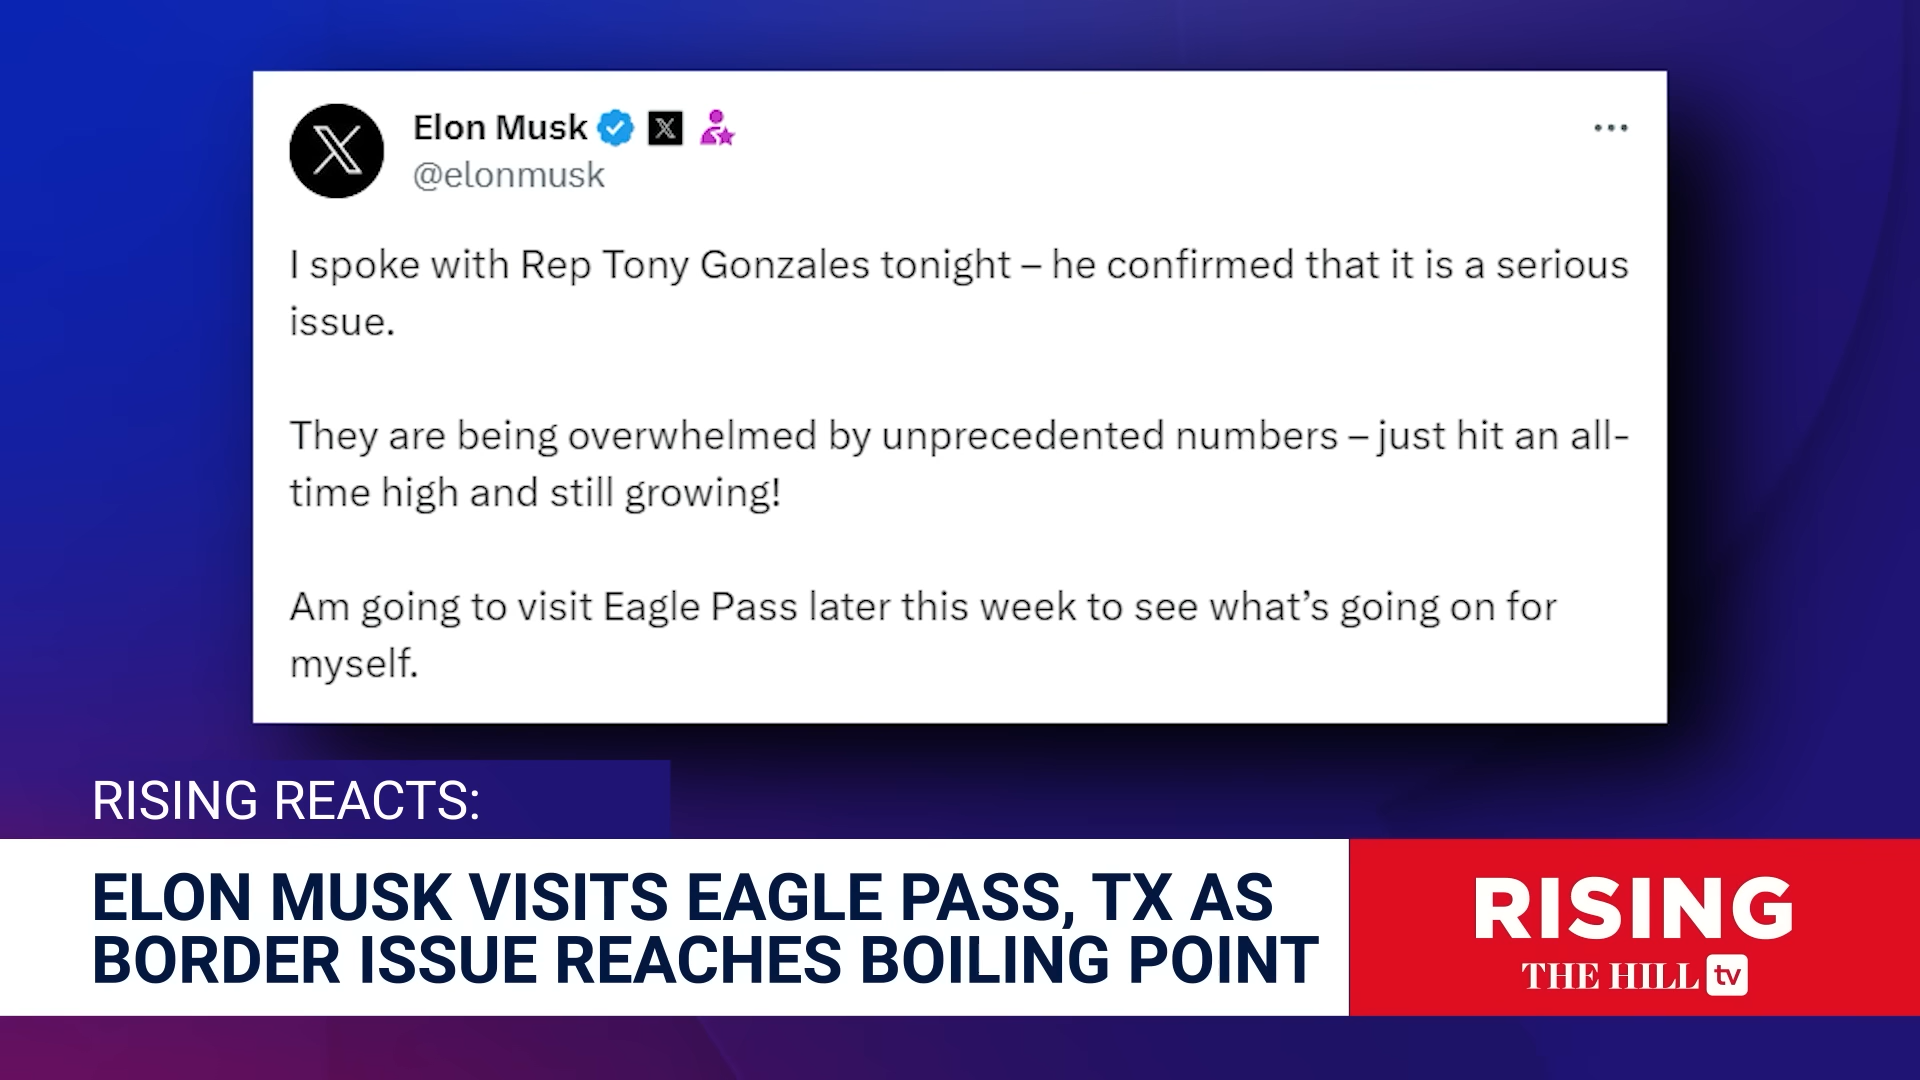 Elon Musk
@elonmusk
I spoke with Rep Tony Gonzales tonight – he confirmed that it is a serious
issue.
They are being overwhelmed by unprecedented numbers – just hit an all-
time high and still growing!
Am going to visit Eagle Pass later this week to see what’s going on for
myself.
RISING REACTS:
ELON MUSK VISITS EAGLE PASS, TX AS
BORDER ISSUE REACHES BOILING POINT
RISING
THE HILL tv